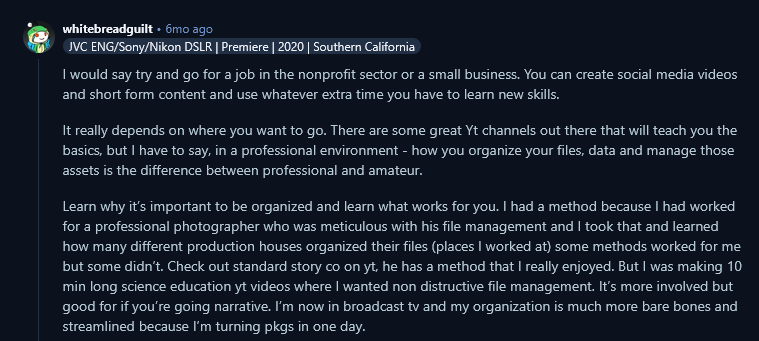 whitebreadguilt • 6mo ago
JVC ENG/Sony/Nikon DSLR | Premiere | 2020 | Southern California
I would say try and go for a job in the nonprofit sector or a small business. You can create social media videos
and short form content and use whatever extra time you have to learn new skills.
It really depends on where you want to go. There are some great Yt channels out there that will teach you the
basics, but I have to say, in a professional environment - how you organize your files, data and manage those
assets is the difference between professional and amateur.
Learn why it's important to be organized and learn what works for you. I had a method because I had worked
for a professional photographer who was meticulous with his file management and I took that and learned
how many different production houses organized their files (places I worked at) some methods worked for me
but some didn't. Check out standard story co on yt, he has a method that I really enjoyed. But I was making 10
min long science education yt videos where I wanted non distructive file management. It's more involved but
good for if you're going narrative. I'm now in broadcast tv and my organization is much more bare bones and
streamlined because I'm turning pkgs in one day.